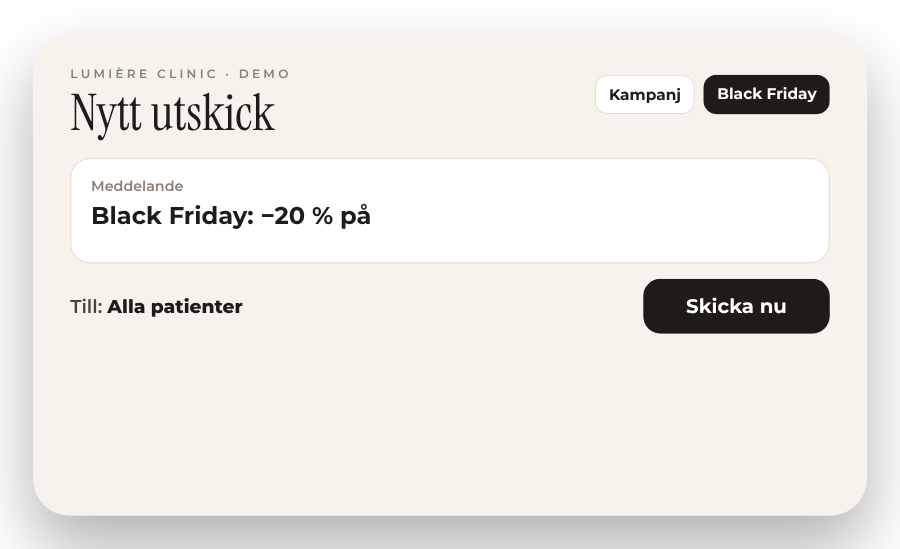 LUMIÈRE CLINIC · DEMO
Nytt utskick
Kampanj
Black Friday
Meddelande
Black Friday: −20 % på
Till: Alla patienter
Skicka nu